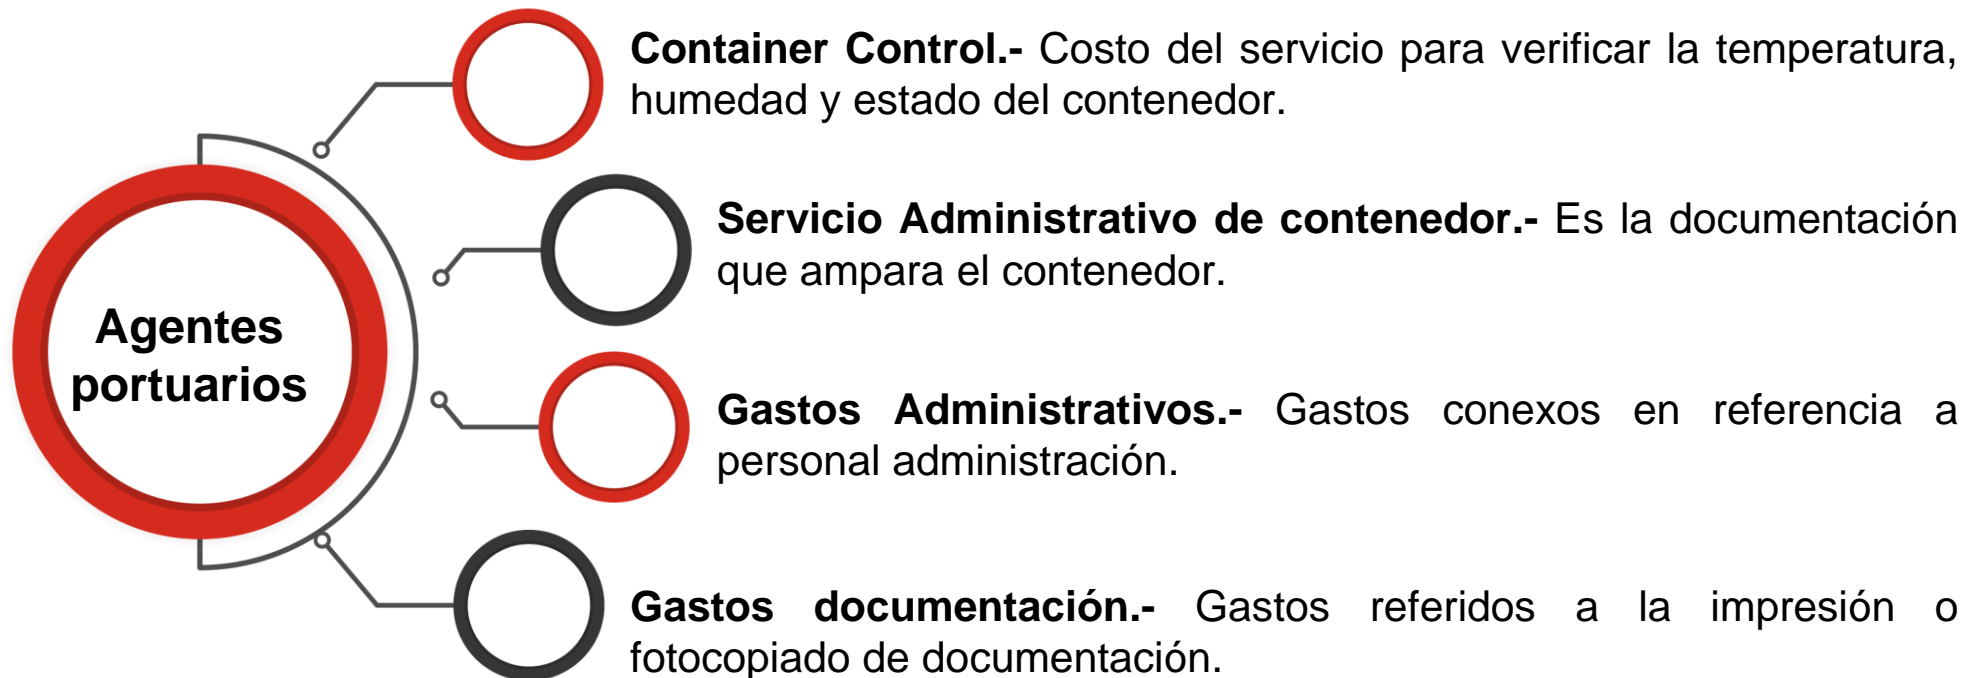 Container Control.- Costo del servicio para verificar la temperatura,
humedad y estado del contenedor.
Servicio Administrativo de contenedor.- Es la documentación
que ampara el contenedor.
Agentes
portuarios
Gastos Administrativos.- Gastos conexos en referencia a
personal administración.
Gastos documentación.- Gastos referidos a la impresión o
fotocopiado de documentación.